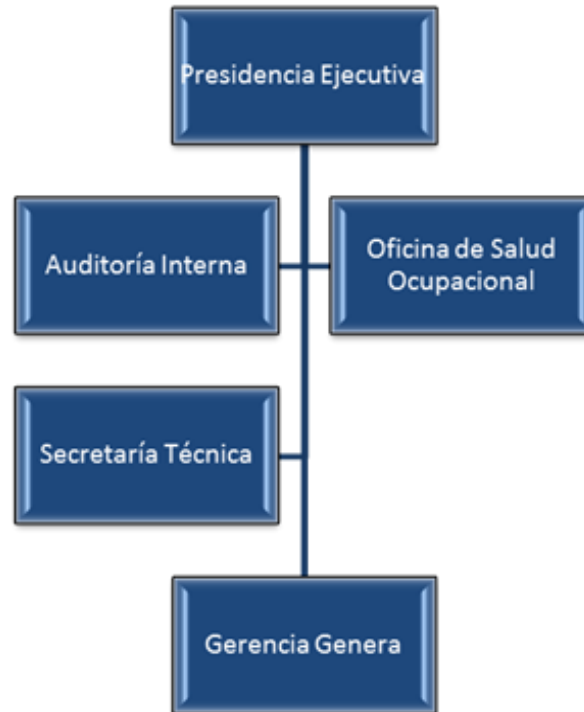 Presidencia Ejecutiva
Auditoría Interna
Oficina de Salud
Ocupacional
Secretaría Técnica
Gerencia Genera